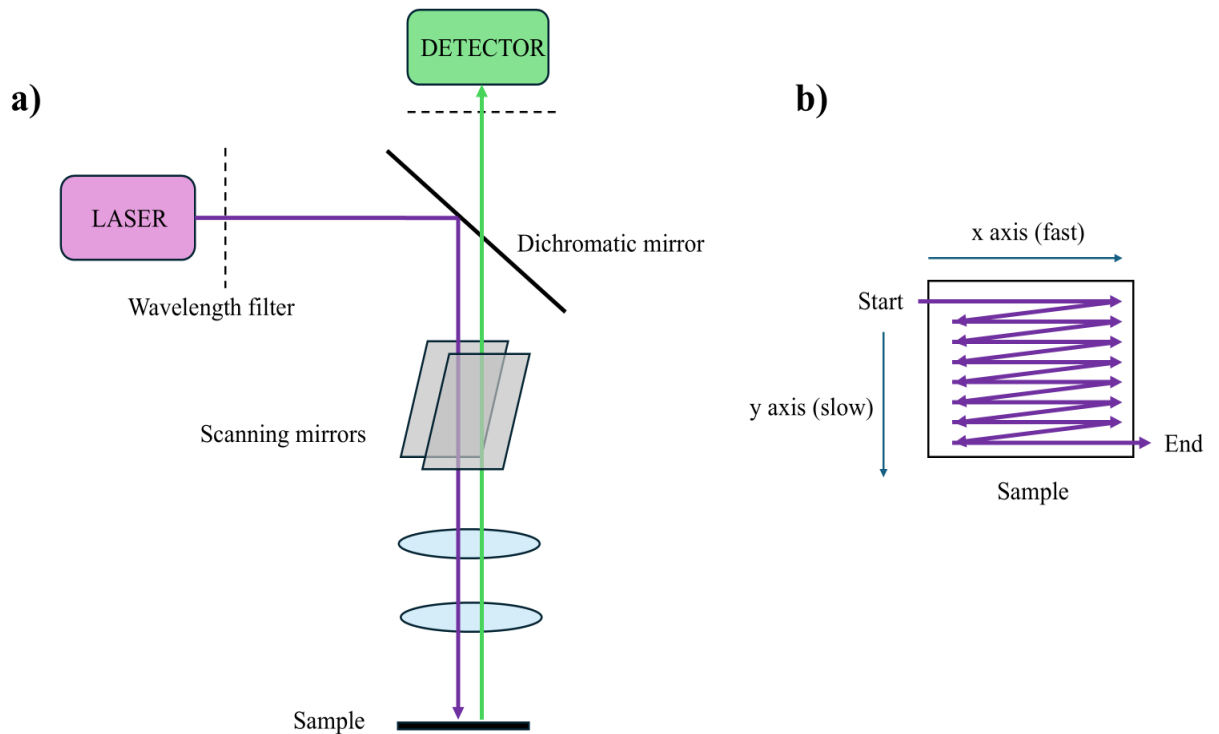 a)
DETECTOR
LASER
Dichromatic mirror
Wavelength filter
Scanning mirrors
Sample
b)
x axis (fast)
Start
y axis (slow)
End
Sample